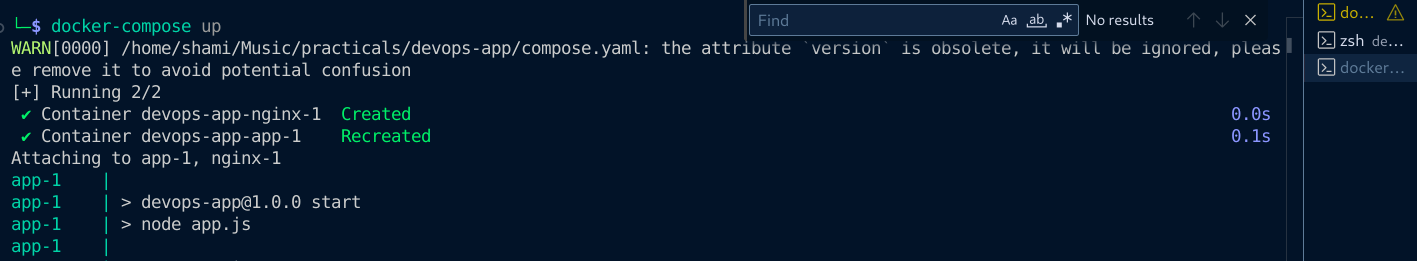 └─$ docker-compose up
Find
Aa
ab
.*
No results
do...
WARN[0000] /home/shami/Music/practicals/devops-app/compose.yaml: the attribute `version` is obsolete, it will be ignored, pleas
zsh de...
e remove it to avoid potential confusion
docker...
[+] Running 2/2
✔ Container devops-app-nginx-1  Created 0.0s
✔ Container devops-app-app-1    Recreated 0.1s
Attaching to app-1, nginx-1
app-1    |
app-1    | > devops-app@1.0.0 start
app-1    | > node app.js
app-1    |